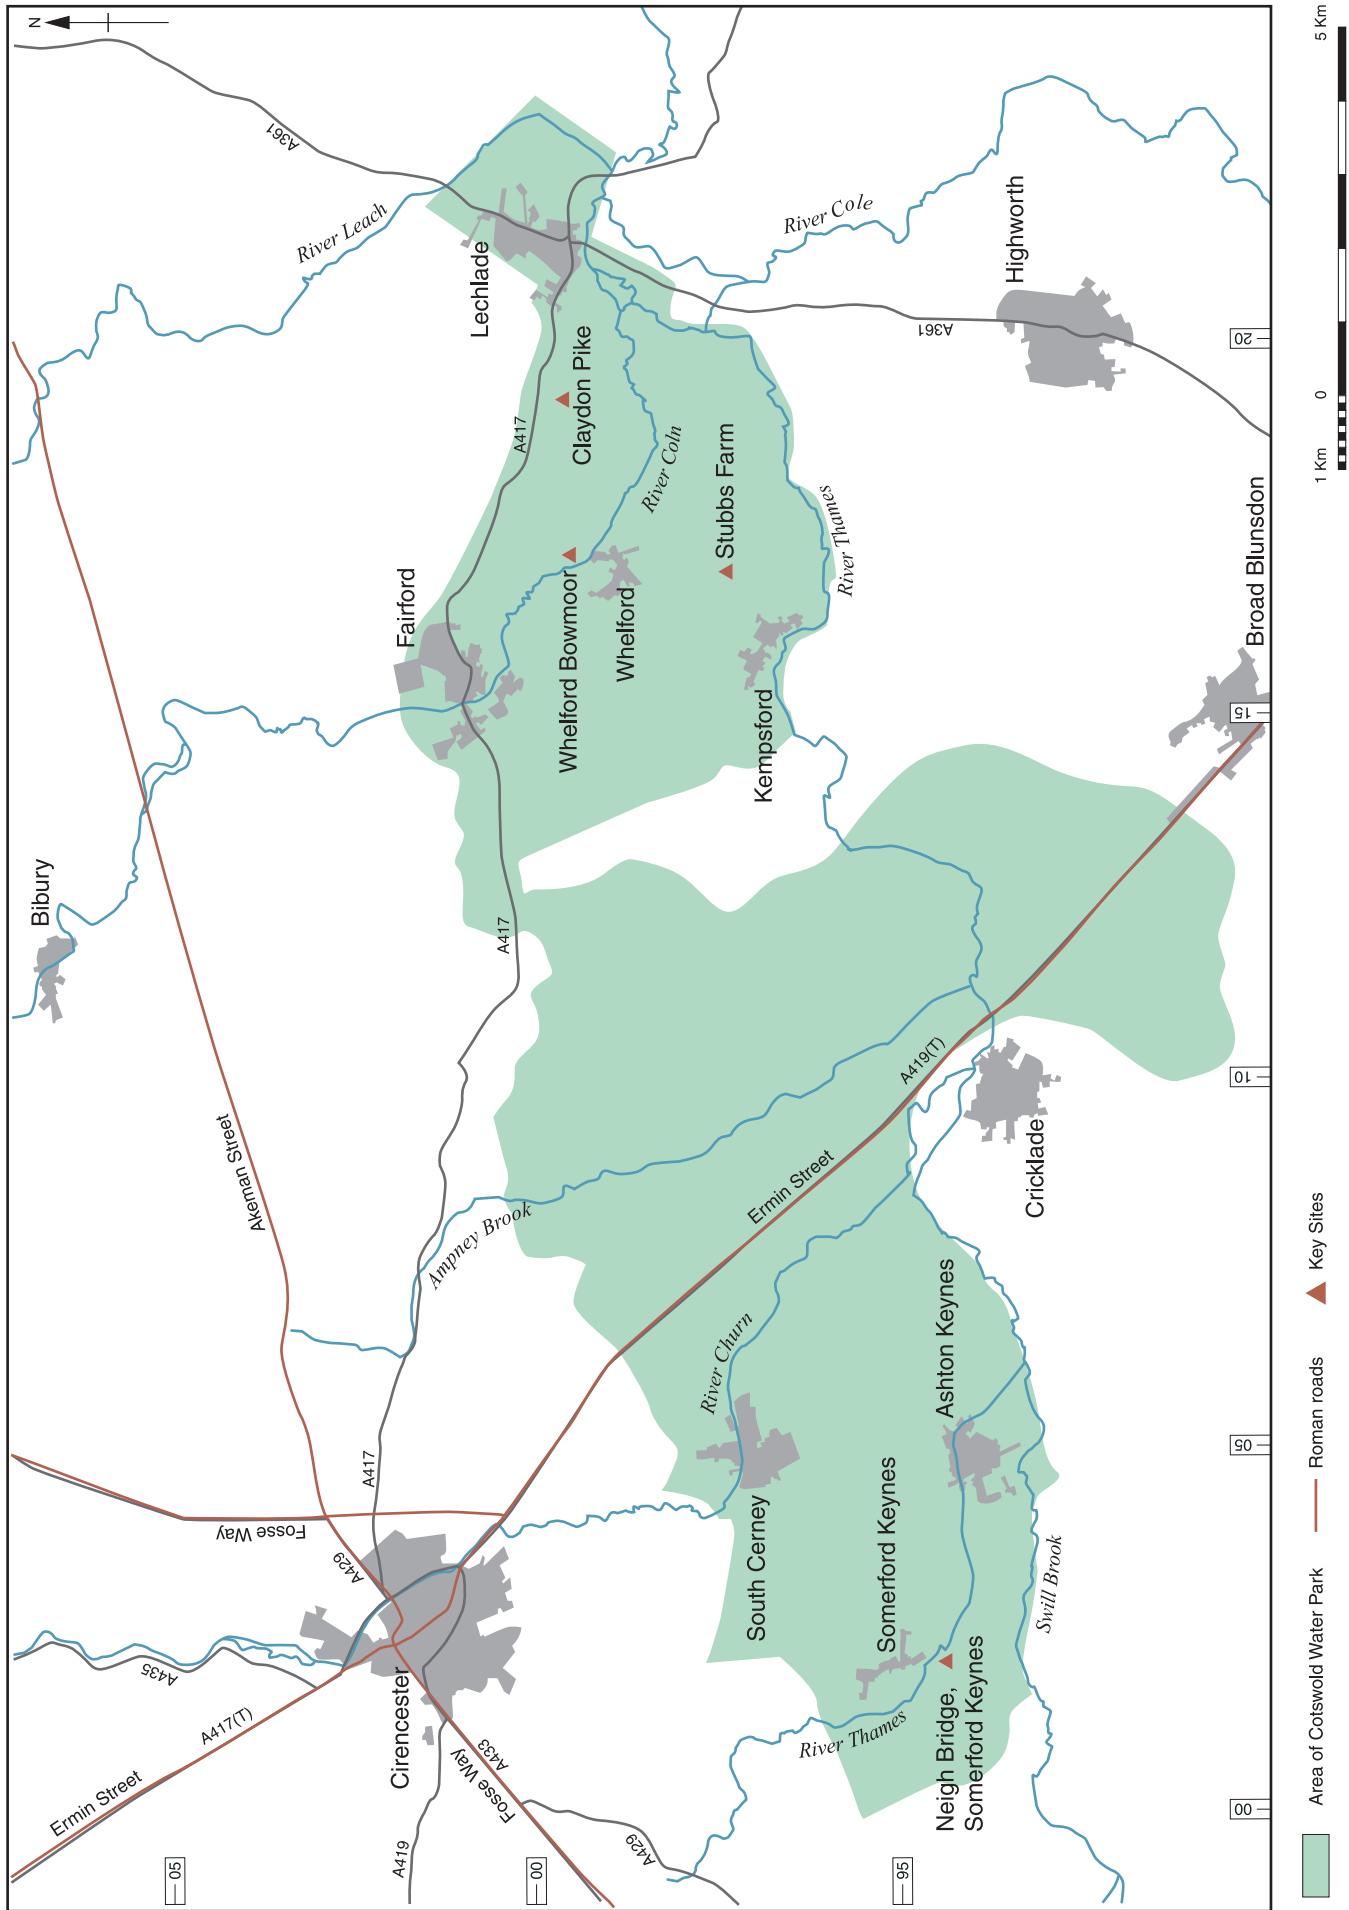 N
A361
River Leach
Lechlade
River Cole
Highworth
A361
20
Claydon Pike
A417
River Coln
Stubbs Farm
River Thames
Fairford
Whelford Bowmoor
Whelford
Kempsford
Broad Blunsdon
15
Bibury
A417
A419(T)
10
Cricklade
Akeman Street
Ampney Brook
Ermin Street
River Churn
Ashton Keynes
05
A417
Fosse Way
A429
South Cerney
Somerford Keynes
Swill Brook
A435
A417(T)
Cirencester
Ermin Street
A433
Fosse Way
River Thames
Neigh Bridge,
Somerford Keynes
00
A419
A429
05
00
95
Area of Cotswold Water Park
Roman roads
Key Sites
1 Km
0
5 Km